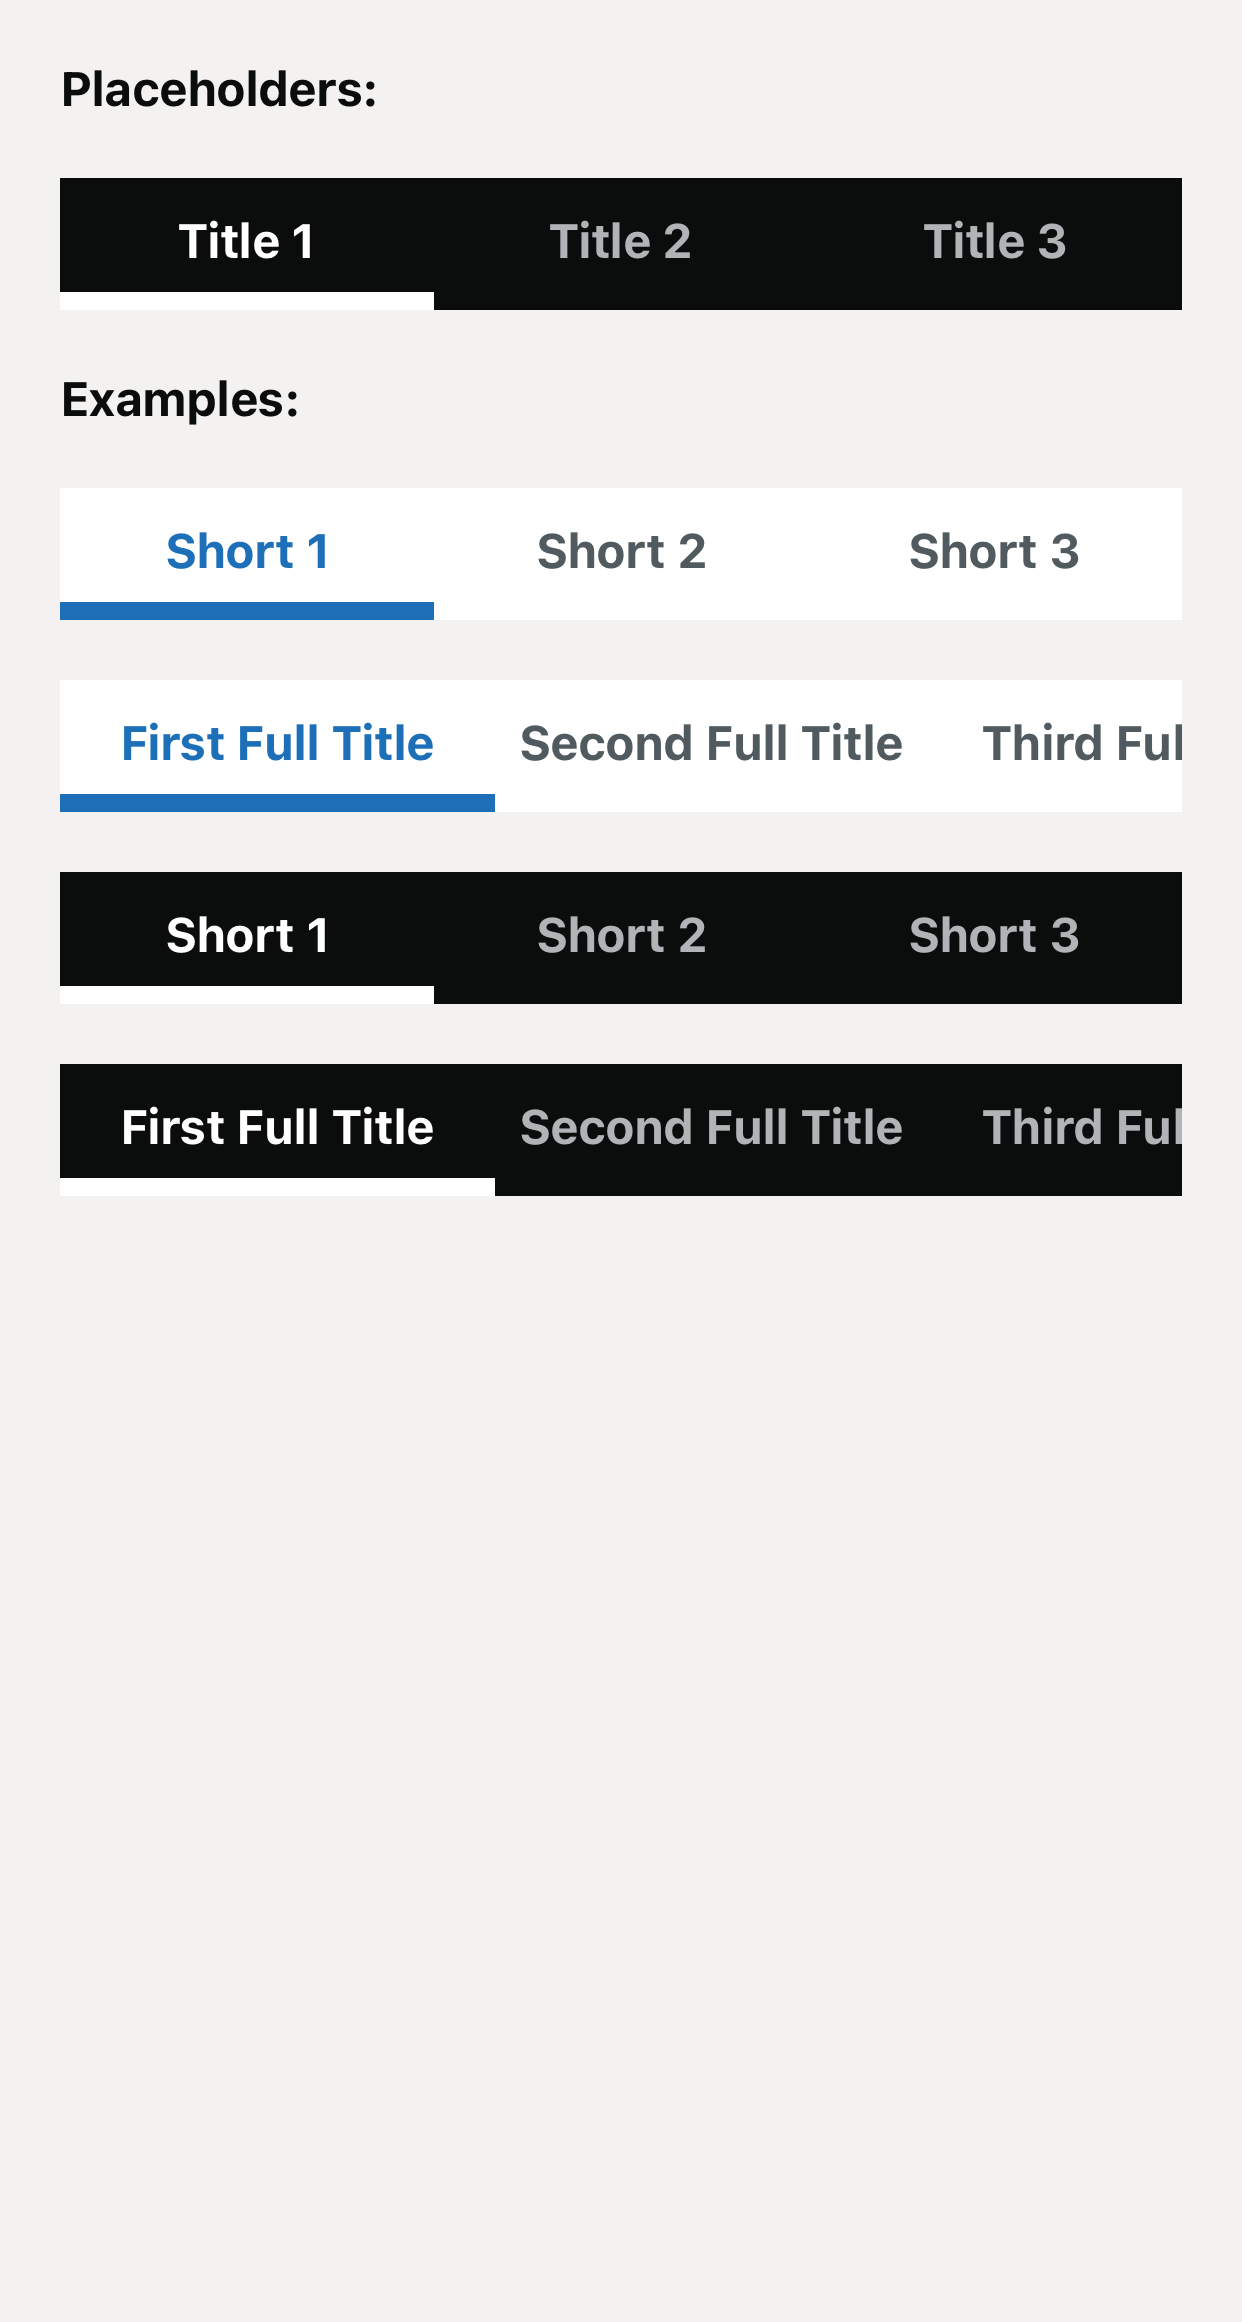 Placeholders:
Title 1 Title 2 Title 3
Examples:
Short 1 Short 2 Short 3
First Full Title Second Full Title Third Ful
Short 1 Short 2 Short 3
First Full Title Second Full Title Third Ful